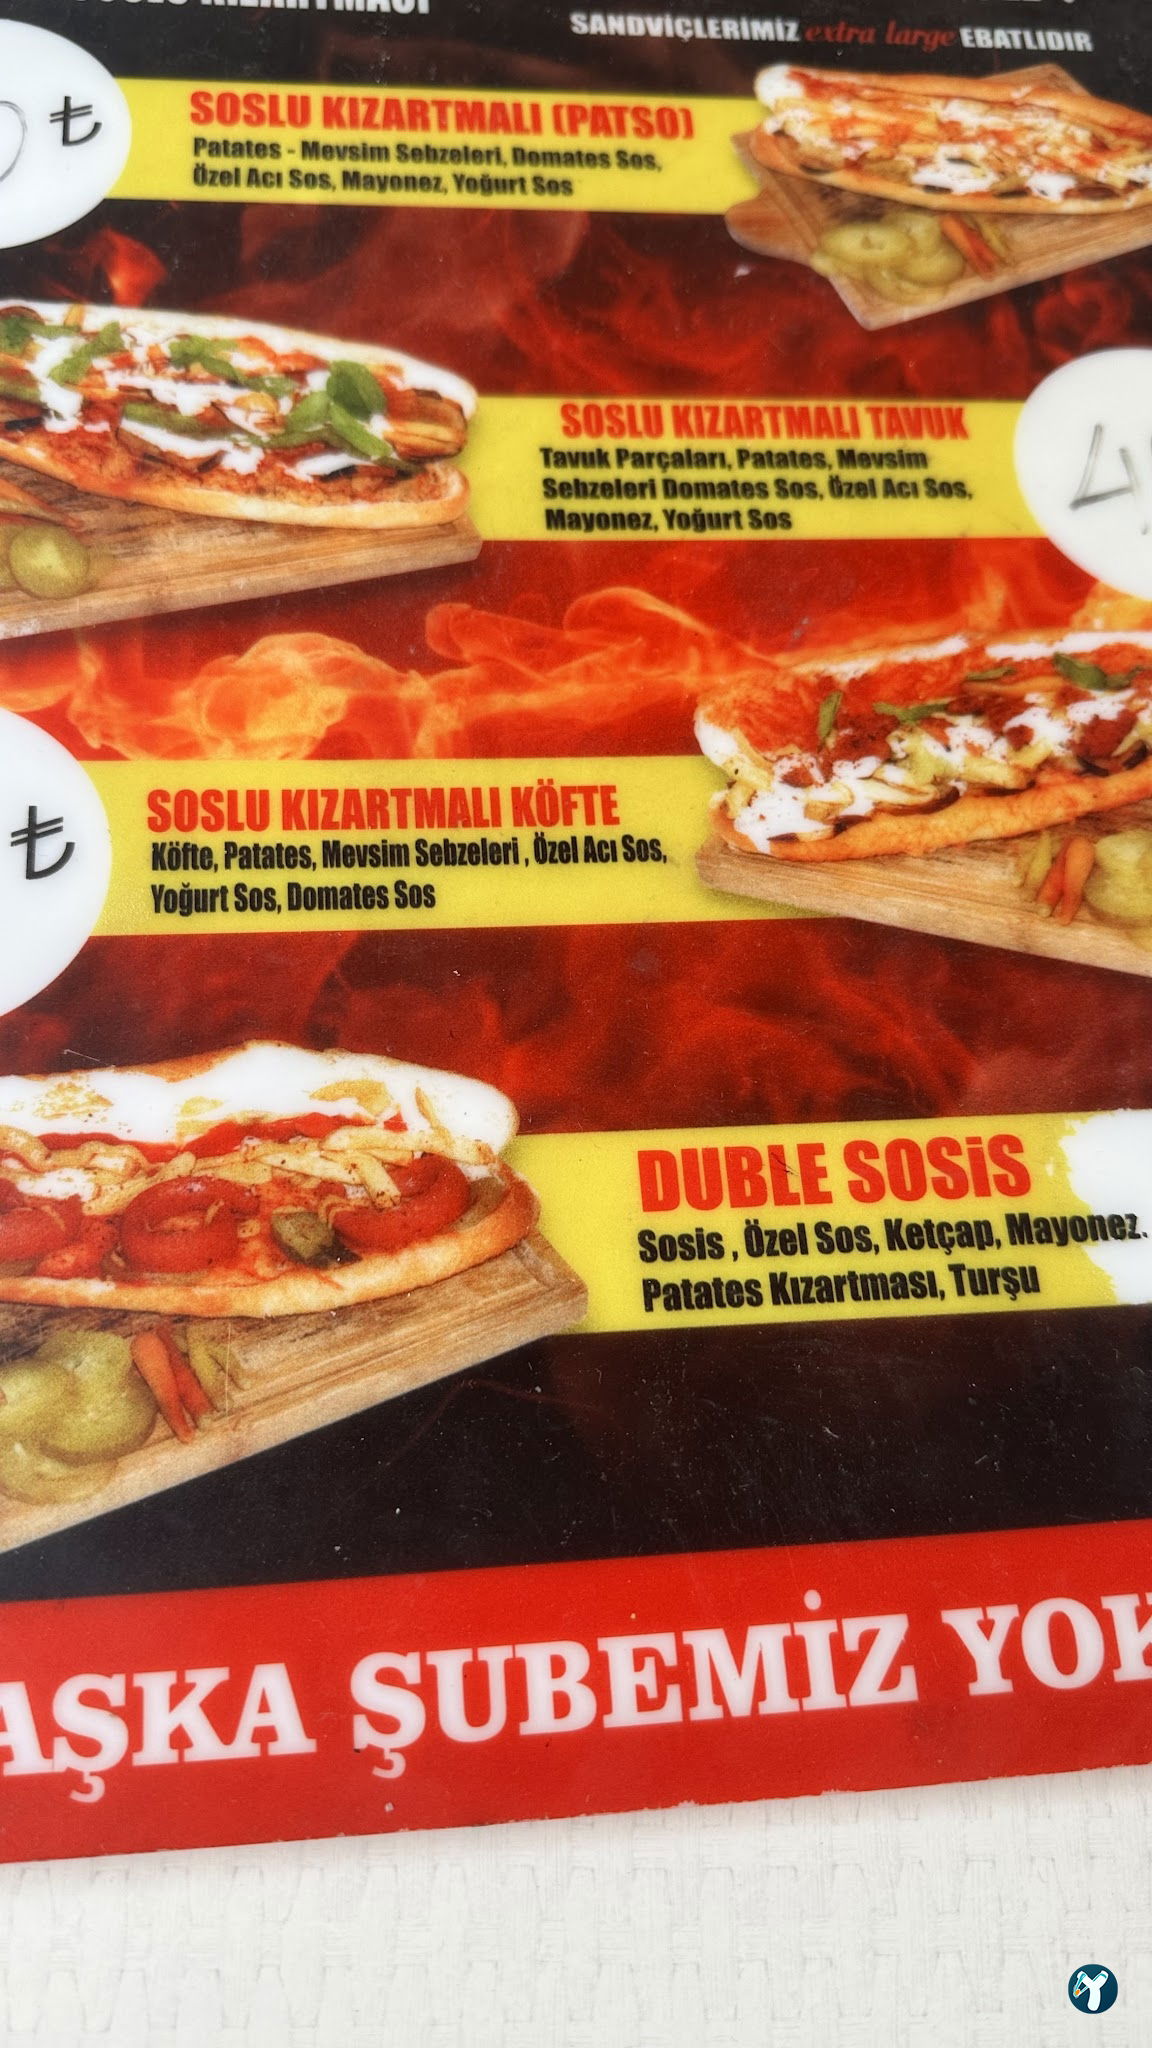 SANDVİÇLERİMİZ extra large EBATLIDIR
₺
SOSLU KIZARTMALI (PATSO)
Patates - Mevsim Sebzeleri, Domates Sos,
Özel Acı Sos, Mayonez, Yoğurt Sos
SOSLU KIZARTMALI TAVUK
Tavuk Parçaları, Patates, Mevsim
Sebzeleri Domates Sos, Özel Acı Sos,
Mayonez, Yoğurt Sos
₺
SOSLU KIZARTMALI KÖFTE
Köfte, Patates, Mevsim Sebzeleri , Özel Acı Sos,
Yoğurt Sos, Domates Sos
DUBLE SOSiS
Sosis , Özel Sos, Ketçap, Mayonez.
Patates Kızartması, Turşu
AŞKA ŞUBEMİZ YOK